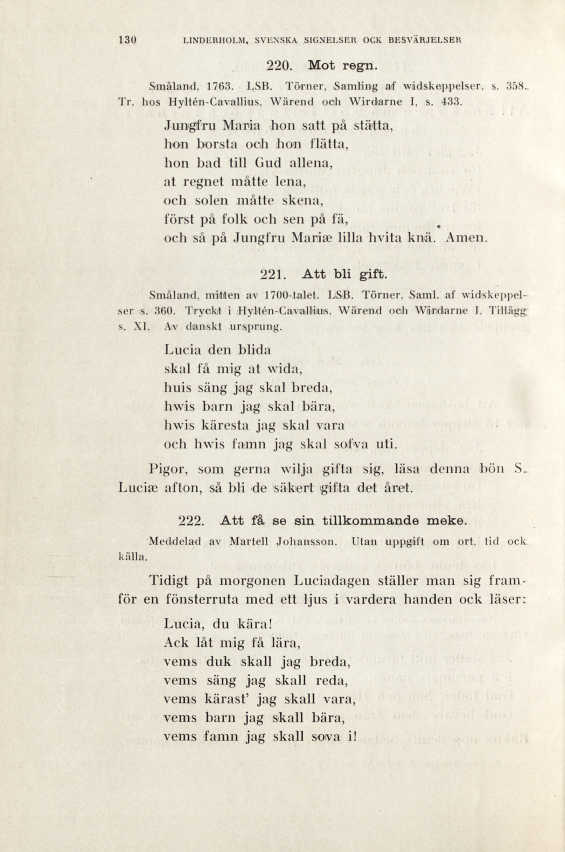 130 LINDERHOLM, SVENSKA SIGNELSER OCK BESVÄRJELSER
220. Mot regn.
Småland, 1763. LSB. Törner, Samling af widskeppelser, s. 358.
Tr. hos Hyltén-Cavallius, Wärend och Wirdarne I, s. 433.
Jungfru Maria hon satt på stätta,
hon borsta och hon flätta,
hon bad till Gud allena,
at regnet måtte lena,
och solen måtte skena,
först på folk och sen på fä,
och så på Jungfru Mariæ lilla hvita knä. Amen.
221. Att bli gift.
Småland, mitten av 1700-talet. LSB. Törner, Saml. af widskeppel-
ser s. 360. Tryckt i Hyltén-Cavallius, Wärend och Wirdarne I. Tillägg
s. XI. Av danskt ursprung.
Lucia den blida
skal få mig at wida,
huis säng jag skal breda,
hwis barn jag skal bära,
hwis käresta jag skal vara
och hwis famn jag skal sofva uti.
Pigor, som gerna wilja gifta sig, läsa denna bön S.
Luciæ afton, så bli de säkert gifta det året.
222. Att få se sin tillkommande meke.
Meddelad av Martell Johansson. Utan uppgift om ort, tid ock
källa.
Tidigt på morgonen Luciadagen ställer man sig fram-
för en fönsterruta med ett ljus i vardera handen ock läser:
Lucia, du kära!
Ack låt mig få lära,
vems duk skall jag breda,
vems säng jag skall reda,
vems kärast' jag skall vara,
vems barn jag skall bära,
vems famn jag skall sova i!